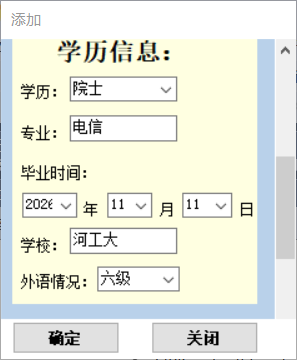 添加
学历信息：
学历： 院士
专业： 电信
毕业时间：
2026 年 11 月 11 日
学校： 河工大
外语情况： 六级
确定 关闭